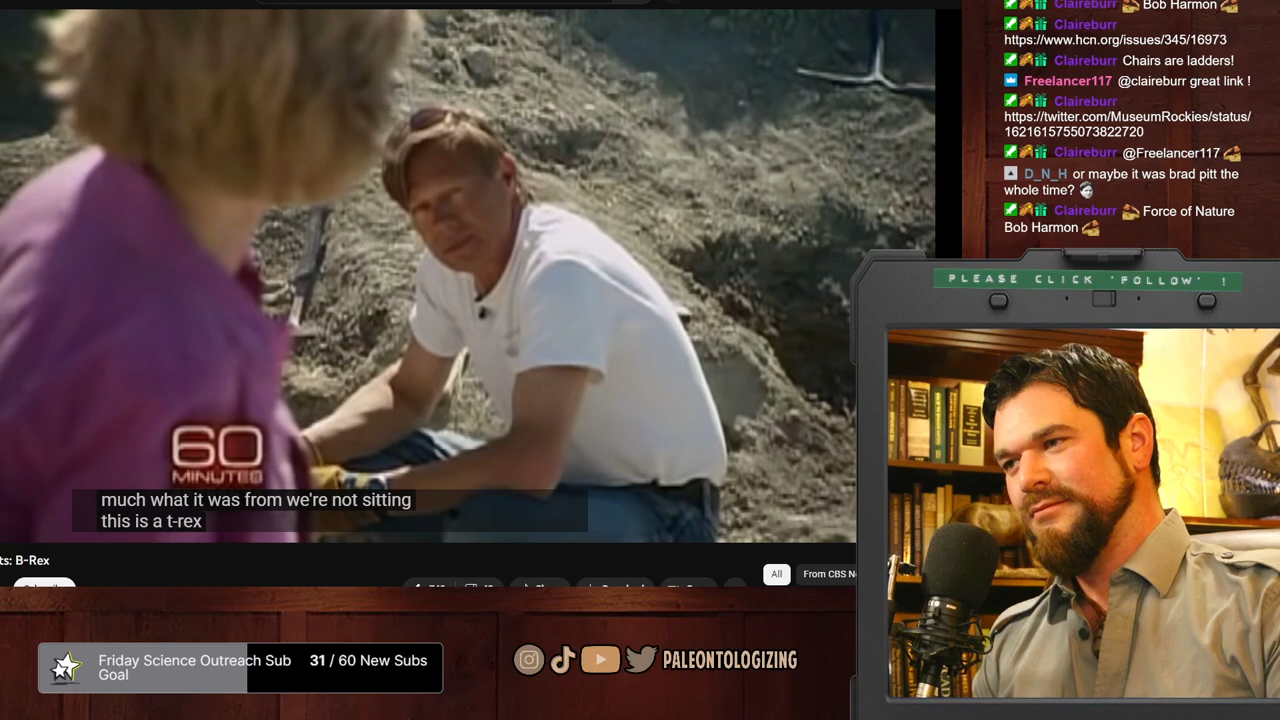 Claireburr Bob Harmon
Claireburr
https://www.hcn.org/issues/345/16973
Claireburr Chairs are ladders!
Freelancer117 @claireburr great link !
Claireburr
https://twitter.com/MuseumRockies/status/
1621615755073822720
Claireburr @Freelancer117
D_N_H or maybe it was brad pitt the
whole time?
Claireburr Force of Nature
Bob Harmon
PLEASE CLICK 'FOLLOW' !
60
MINUTES
much what it was from we're not sitting
this is a t-rex
ts: B-Rex
All
From CBS Ne
Friday Science Outreach Sub
Goal
31 / 60 New Subs
PALEONTOLOGIZING